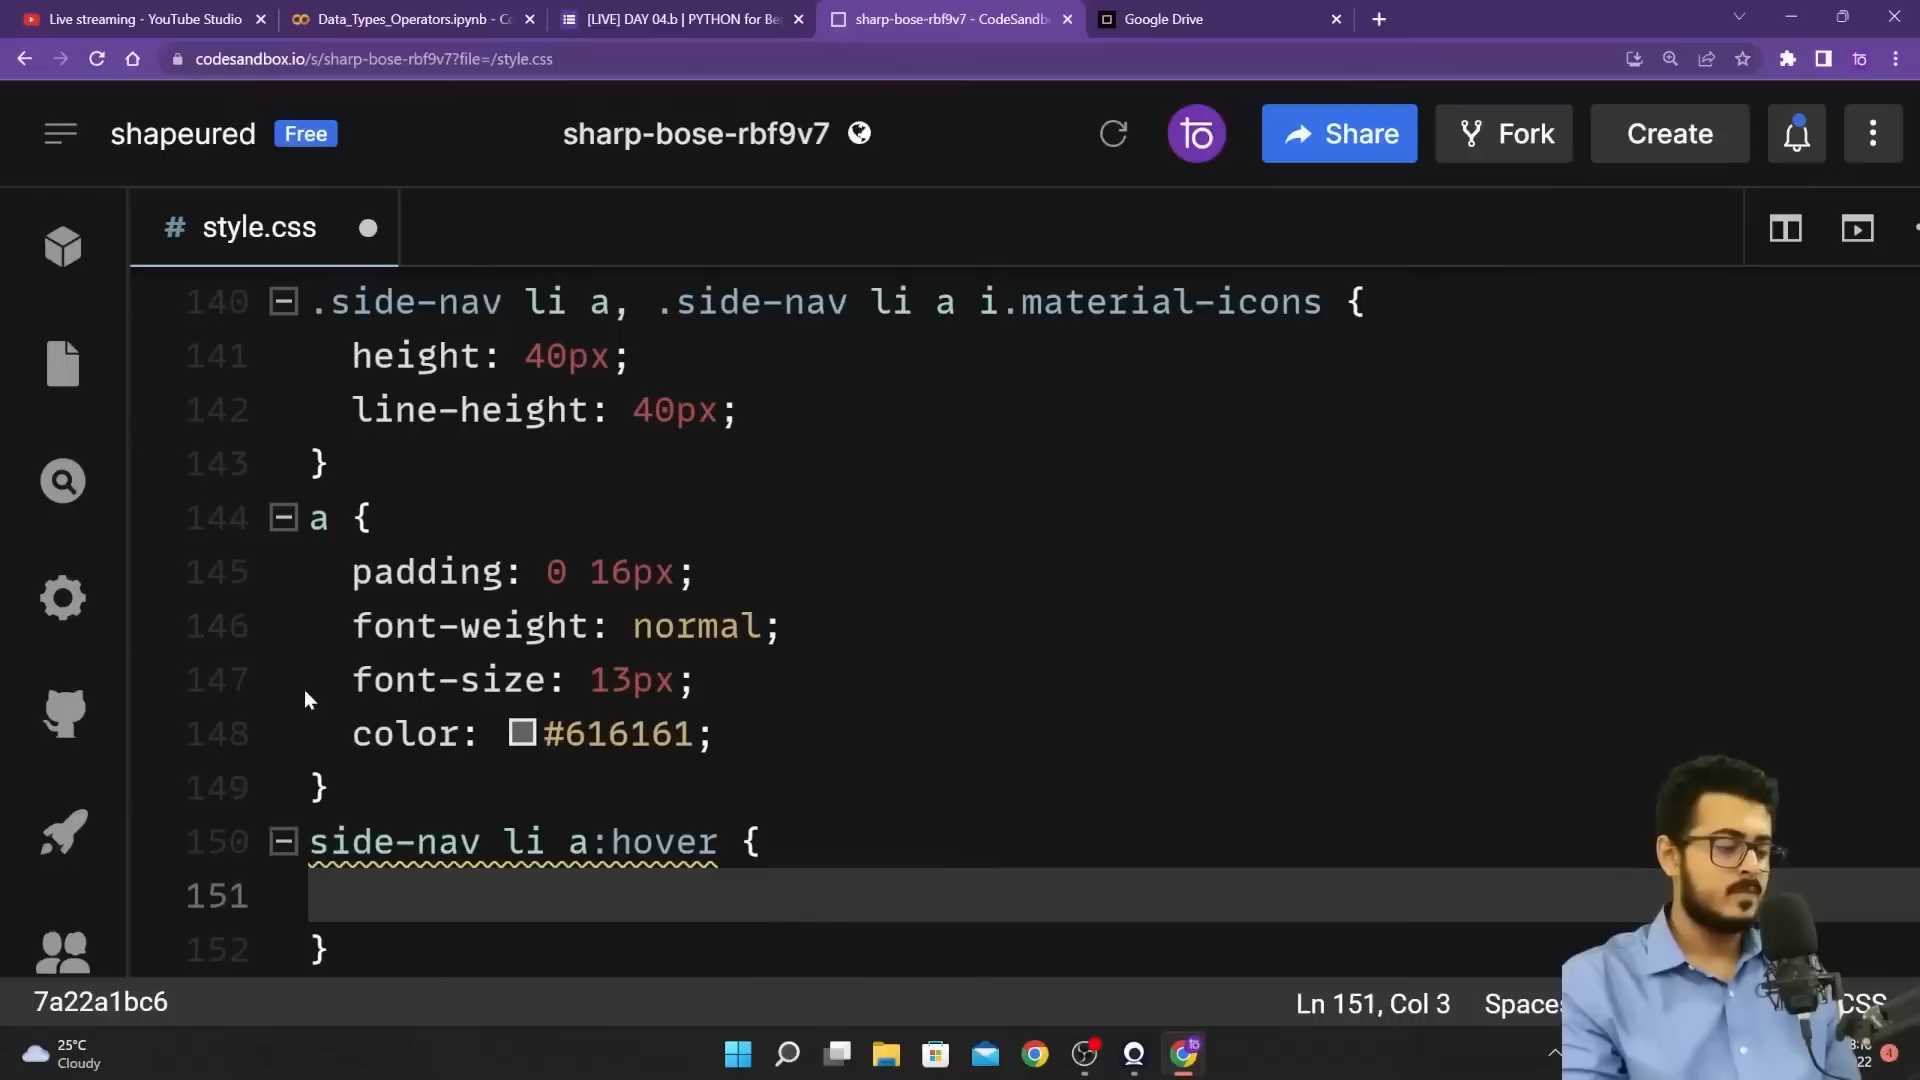 Live streaming - YouTube Studio
Data_Types_Operators.ipynb - Co
[LIVE] DAY 04.b | PYTHON for Be
sharp-bose-rbf9v7 - CodeSandb
Google Drive
codesandbox.io/s/sharp-bose-rbf9v7?file=/style.css
shapeured Free
sharp-bose-rbf9v7
Share
Fork
Create
# style.css
140 .side-nav li a, .side-nav li a i.material-icons {
141 height: 40px;
142 line-height: 40px;
143 }
144 a {
145 padding: 0 16px;
146 font-weight: normal;
147 font-size: 13px;
148 color: #616161;
149 }
150 side-nav li a:hover {
151
152 }
7a22a1bc6
Ln 151, Col 3
CSS
25°C
Cloudy
4